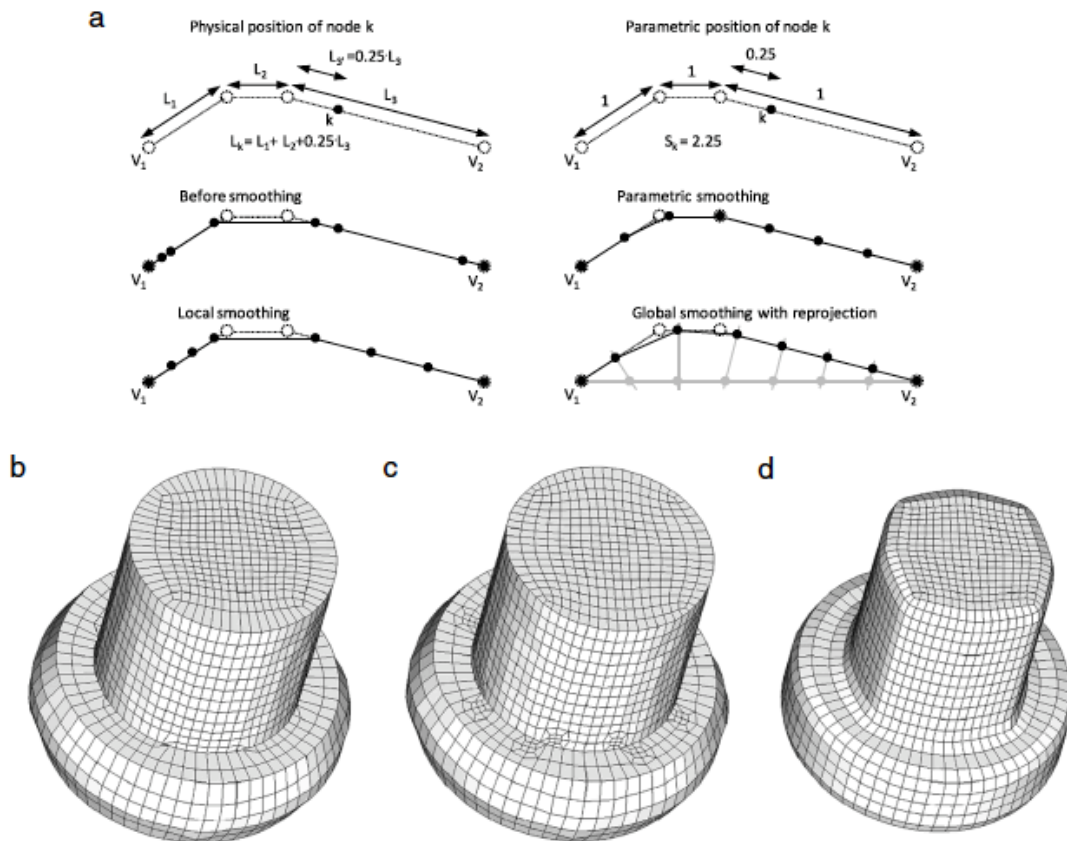 a
Physical position of node k
L3'=0.25·L3
L2
L1
L3
k
Lk= L1+ L2+0.25·L3
V1
V2
Parametric position of node k
0.25
1
1
1
k
Sk = 2.25
V1
V2
Before smoothing
V1
V2
Parametric smoothing
V1
V2
Local smoothing
V1
V2
Global smoothing with reprojection
V1
V2
b
c
d